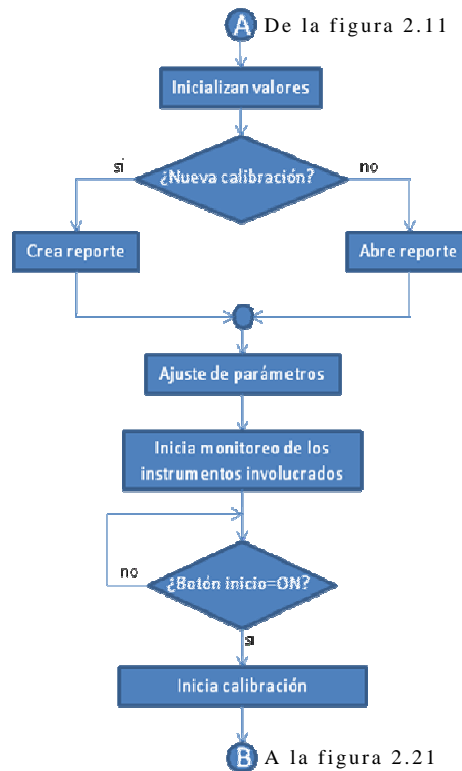 A De la figura 2.11
Inicializan valores
¿Nueva calibración?
si
no
Crea reporte
Abre reporte
Ajuste de parámetros
Inicia monitoreo de los
instrumentos involucrados
no
¿Botón inicio=ON?
si
Inicia calibración
B A la figura 2.21